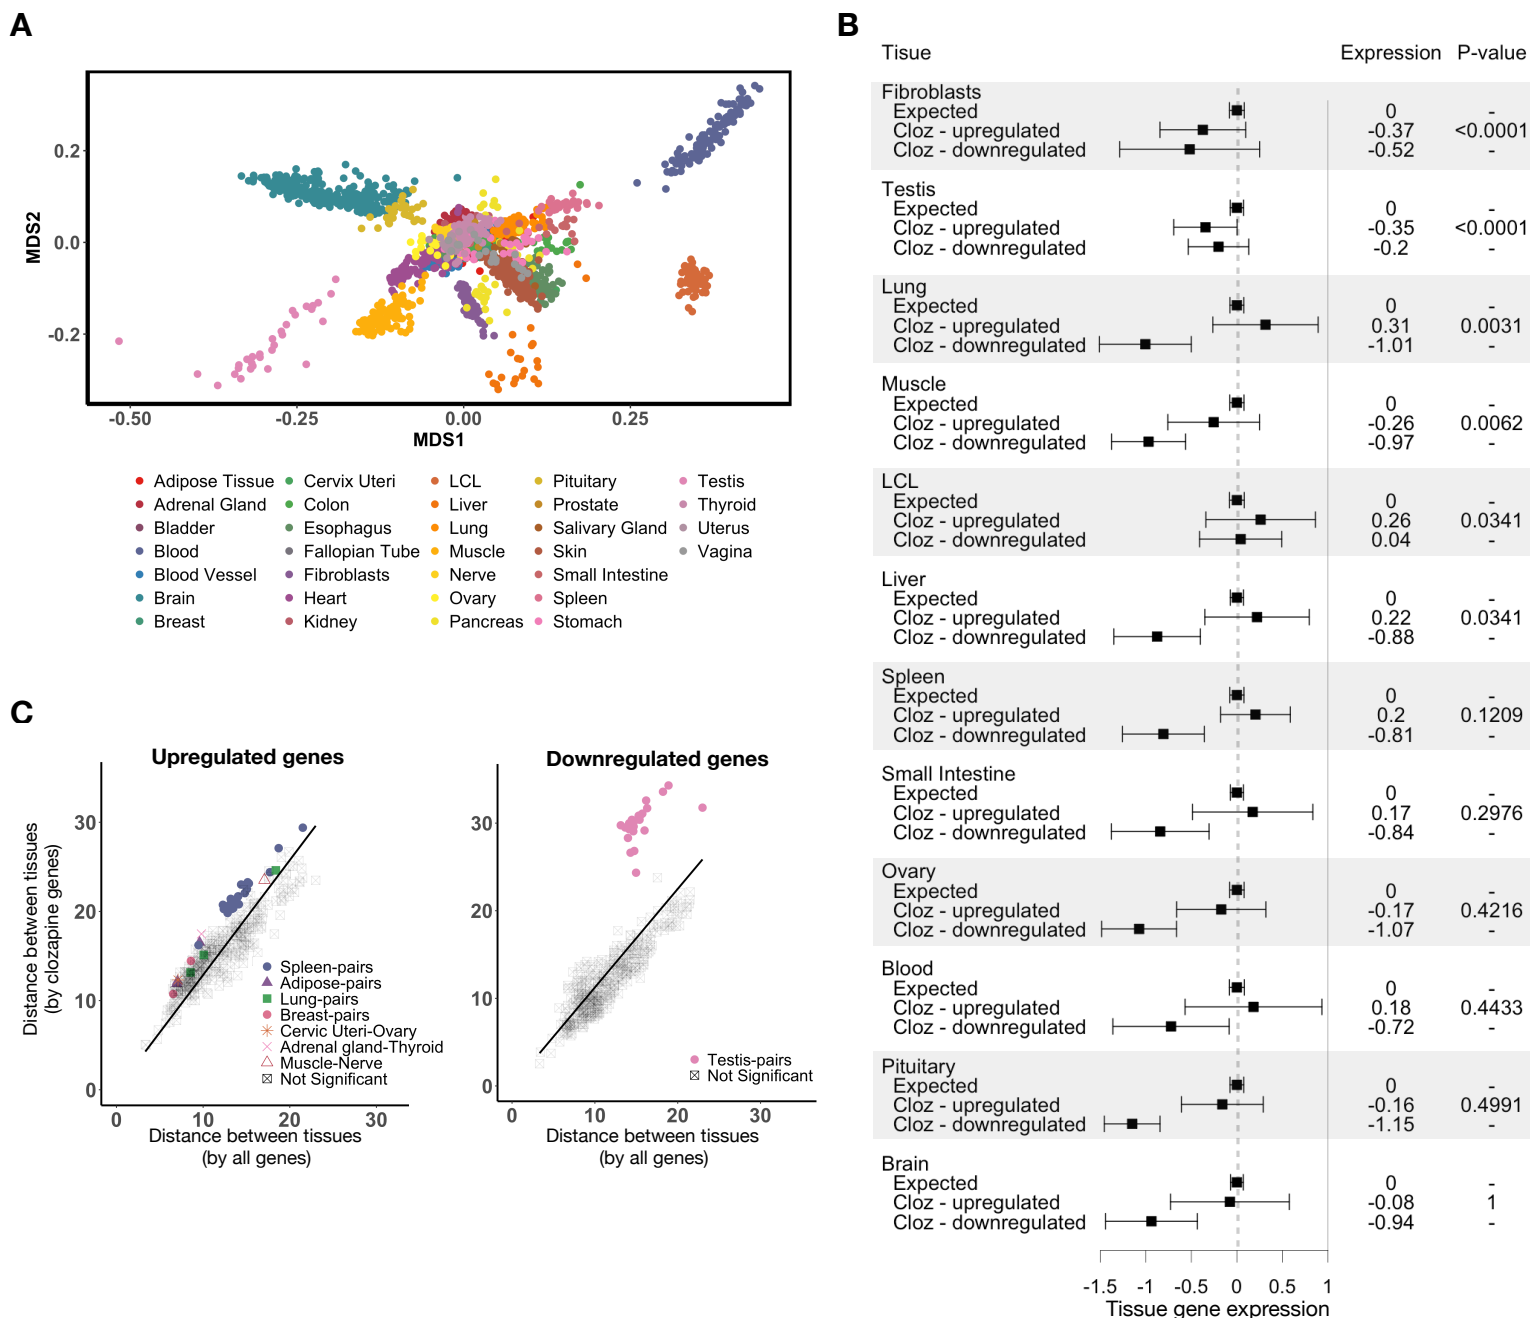 A
MDS2
0.2
0.0
-0.2
-0.50
-0.25
0.00
0.25
MDS1
Adipose Tissue
Adrenal Gland
Bladder
Blood
Blood Vessel
Brain
Breast
Cervix Uteri
Colon
Esophagus
Fallopian Tube
Fibroblasts
Heart
Kidney
LCL
Liver
Lung
Muscle
Nerve
Ovary
Pancreas
Pituitary
Prostate
Salivary Gland
Skin
Small Intestine
Spleen
Stomach
Testis
Thyroid
Uterus
Vagina
B
Tisue Expression P-value
Fibroblasts
Expected 0 -
Cloz - upregulated -0.37 <0.0001
Cloz - downregulated -0.52 -
Testis
Expected 0 -
Cloz - upregulated -0.35 <0.0001
Cloz - downregulated -0.2 -
Lung
Expected 0 -
Cloz - upregulated 0.31 0.0031
Cloz - downregulated -1.01 -
Muscle
Expected 0 -
Cloz - upregulated -0.26 0.0062
Cloz - downregulated -0.97 -
LCL
Expected 0 -
Cloz - upregulated 0.26 0.0341
Cloz - downregulated 0.04 -
Liver
Expected 0 -
Cloz - upregulated 0.22 0.0341
Cloz - downregulated -0.88 -
Spleen
Expected 0 -
Cloz - upregulated 0.2 0.1209
Cloz - downregulated -0.81 -
Small Intestine
Expected 0 -
Cloz - upregulated 0.17 0.2976
Cloz - downregulated -0.84 -
Ovary
Expected 0 -
Cloz - upregulated -0.17 0.4216
Cloz - downregulated -1.07 -
Blood
Expected 0 -
Cloz - upregulated 0.18 0.4433
Cloz - downregulated -0.72 -
Pituitary
Expected 0 -
Cloz - upregulated -0.16 0.4991
Cloz - downregulated -1.15 -
Brain
Expected 0 -
Cloz - upregulated -0.08 1
Cloz - downregulated -0.94 -
-1.5 -1 -0.5 0 0.5 1
Tissue gene expression
C
Upregulated genes
Distance between tissues
(by clozapine genes)
30
20
10
0
Spleen-pairs
Adipose-pairs
Lung-pairs
Breast-pairs
Cervic Uteri-Ovary
Adrenal gland-Thyroid
Muscle-Nerve
Not Significant
0 10 20 30
Distance between tissues
(by all genes)
Downregulated genes
30
20
10
0
Testis-pairs
Not Significant
0 10 20 30
Distance between tissues
(by all genes)